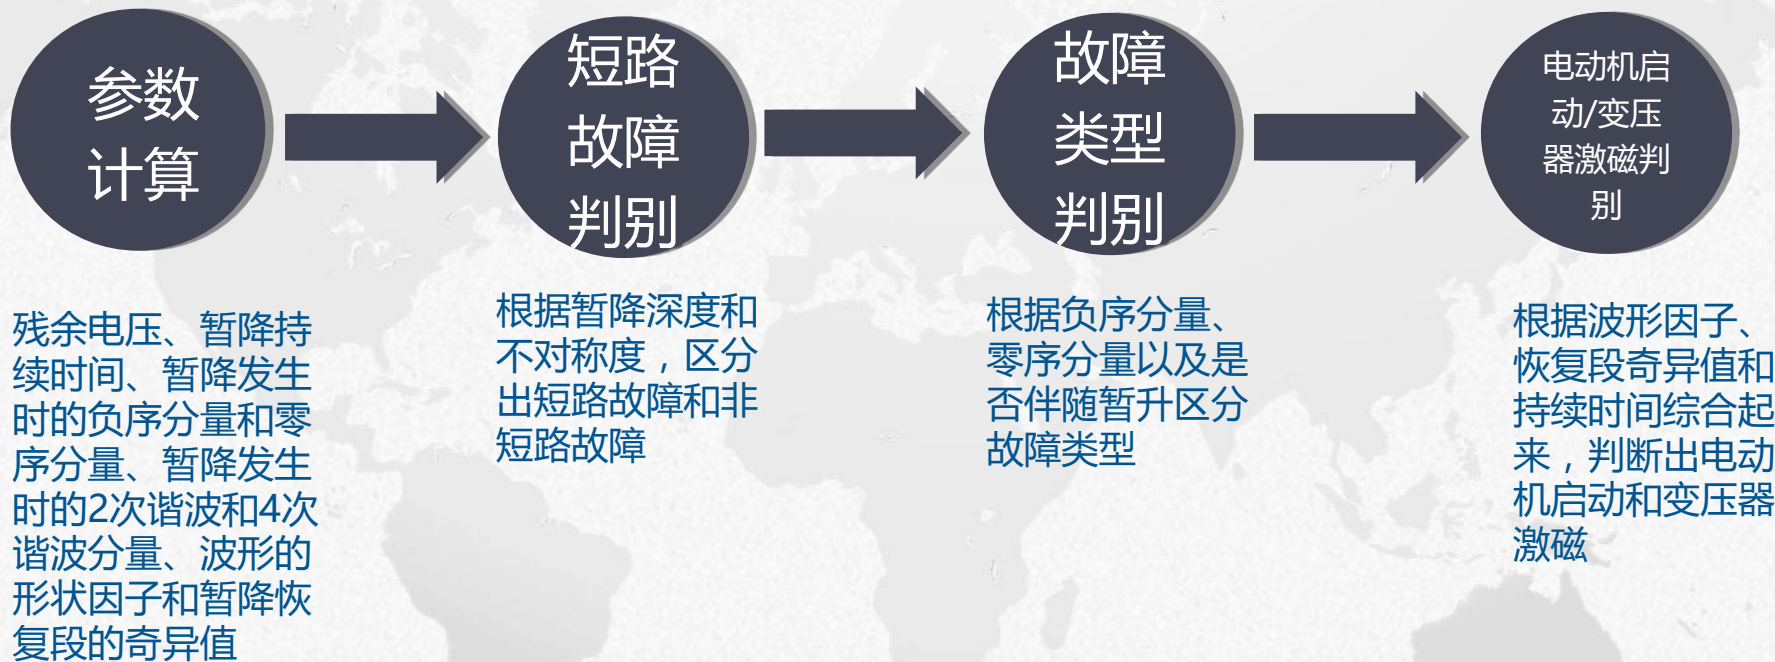 参数
计算
短路
故障
判别
故障
类型
判别
电动机启
动/变压
器激磁判
别
残余电压、暂降持
续时间、暂降发生
时的负序分量和零
序分量、暂降发生
时的2次谐波和4次
谐波分量、波形的
形状因子和暂降恢
复段的奇异值
根据暂降深度和
不对称度，区分
出短路故障和非
短路故障
根据负序分量、
零序分量以及是
否伴随暂升区分
故障类型
根据波形因子、
恢复段奇异值和
持续时间综合起
来，判断出电动
机启动和变压器
激磁